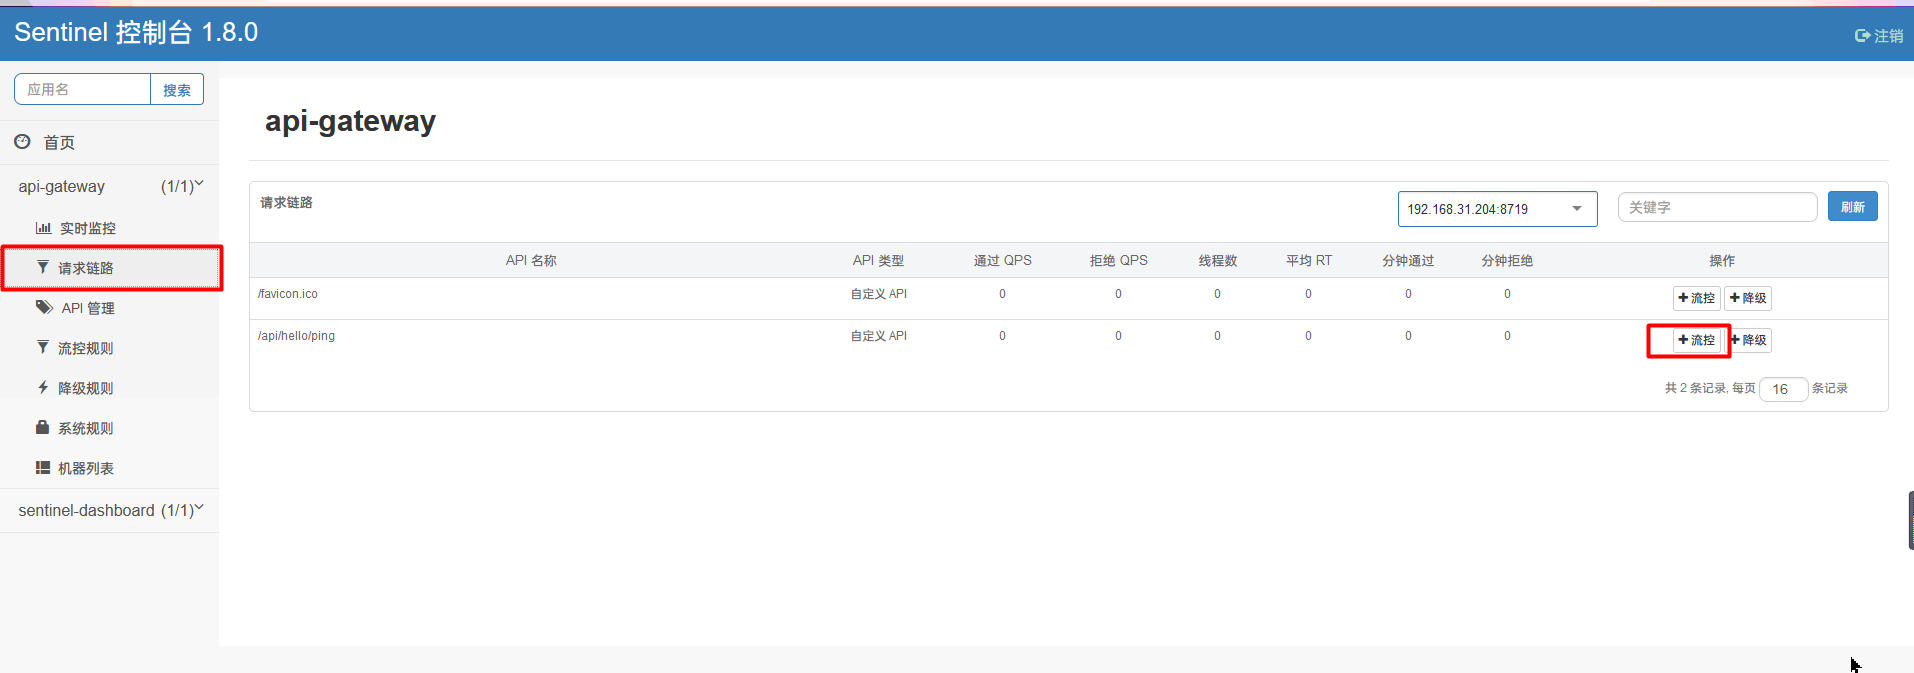 Sentinel 控制台 1.8.0
注销
应用名 搜索
首页
api-gateway (1/1)
实时监控
请求链路
API 管理
流控规则
降级规则
系统规则
机器列表
sentinel-dashboard (1/1)
api-gateway
请求链路 192.168.31.204:8719 关键字 刷新
API 名称 API 类型 通过 QPS 拒绝 QPS 线程数 平均 RT 分钟通过 分钟拒绝 操作
/favicon.ico 自定义 API 0 0 0 0 0 0 流控 降级
/api/hello/ping 自定义 API 0 0 0 0 0 0 流控 降级
共 2 条记录, 每页 16 条记录